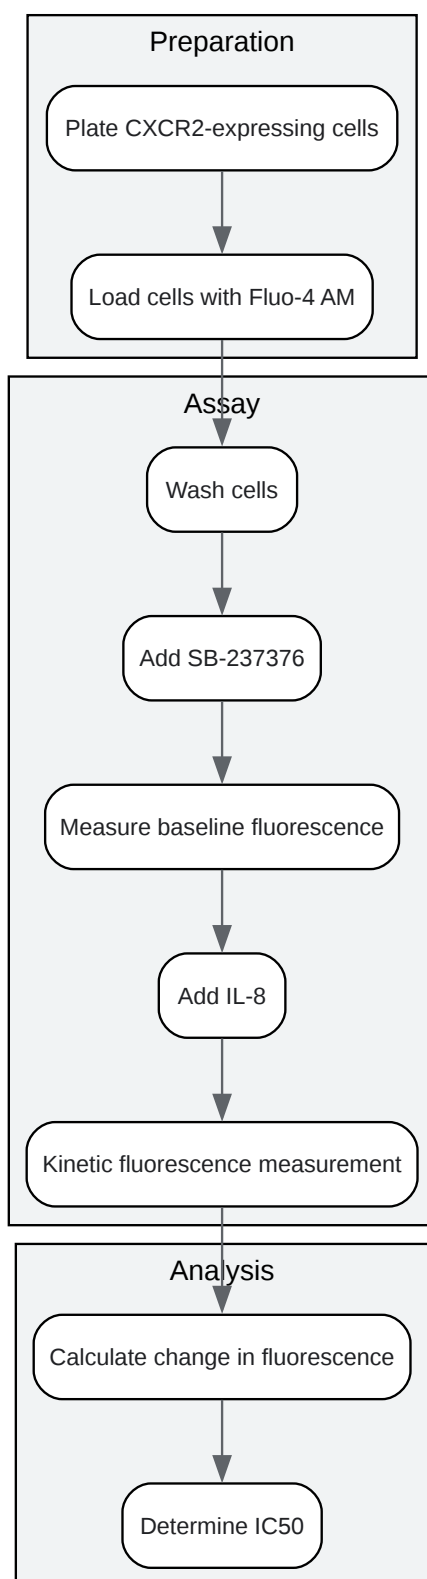 Preparation
Plate CXCR2-expressing cells
Load cells with Fluo-4 AM
Assay
Wash cells
Add SB-237376
Measure baseline fluorescence
Add IL-8
Kinetic fluorescence measurement
Analysis
Calculate change in fluorescence
Determine IC50